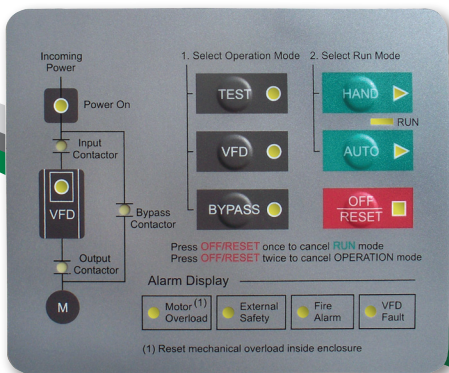 Incoming
Power
Power On
Input
Contactor
VFD
Bypass
Contactor
Output
Contactor
M
1. Select Operation Mode
TEST
VFD
BYPASS
2. Select Run Mode
HAND
RUN
AUTO
OFF
RESET
Press OFF/RESET once to cancel RUN mode
Press OFF/RESET twice to cancel OPERATION mode
Alarm Display
Motor (1)
Overload
External
Safety
Fire
Alarm
VFD
Fault
(1) Reset mechanical overload inside enclosure